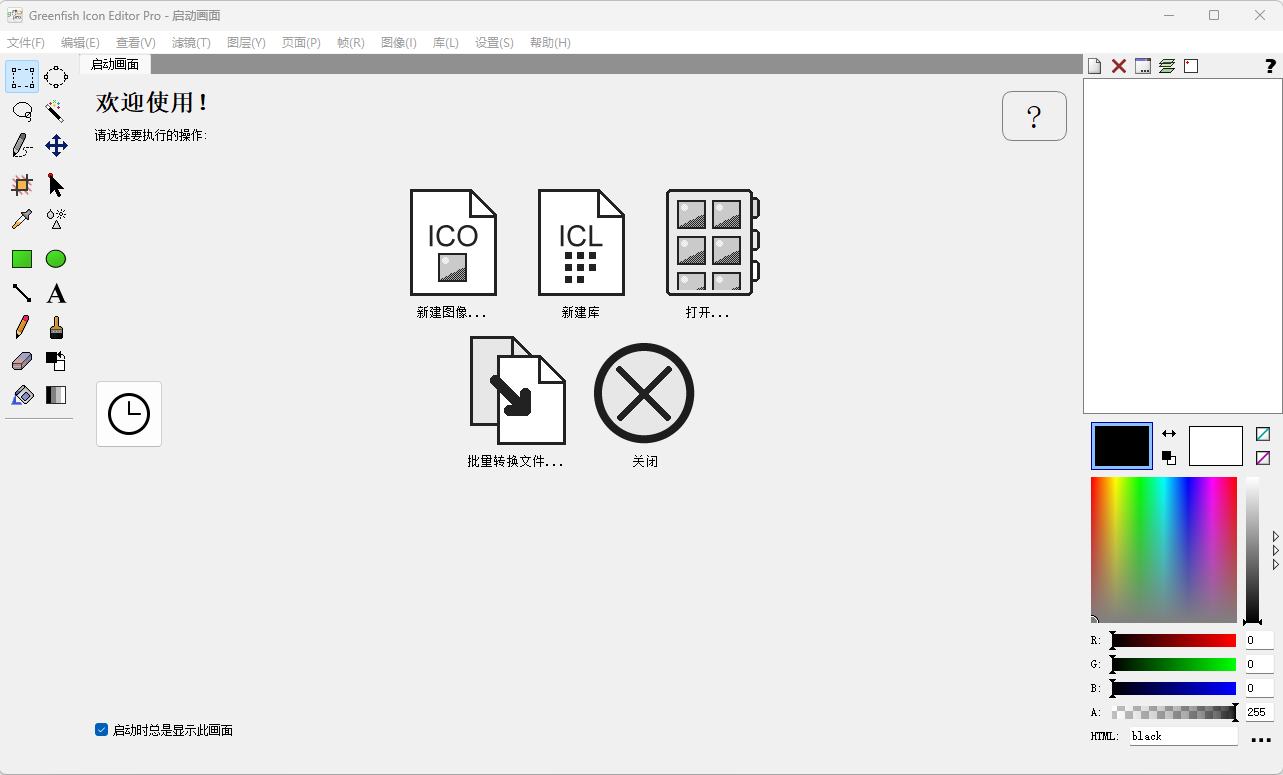 Greenfish Icon Editor Pro - 启动画面
文件(F) 编辑(E) 查看(V) 滤镜(T) 图层(Y) 页面(P) 帧(R) 图像(I) 库(L) 设置(S) 帮助(H)
启动画面
?
欢迎使用！
?
请选择要执行的操作:
A
ICO
ICL
新建图像...
新建库
打开...
批量转换文件...
关闭
R: 0
G: 0
B: 0
A: 255
HTML: black
...
启动时总是显示此画面